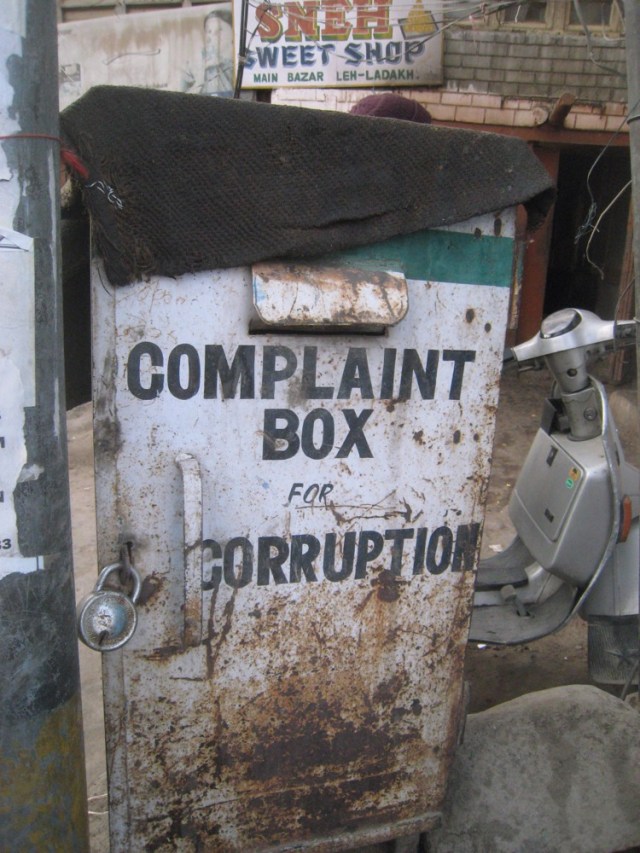 SNEH
SWEET SHOP
MAIN BAZAR LEH-LADAKH.
COMPLAINT
BOX
FOR
CORRUPTION